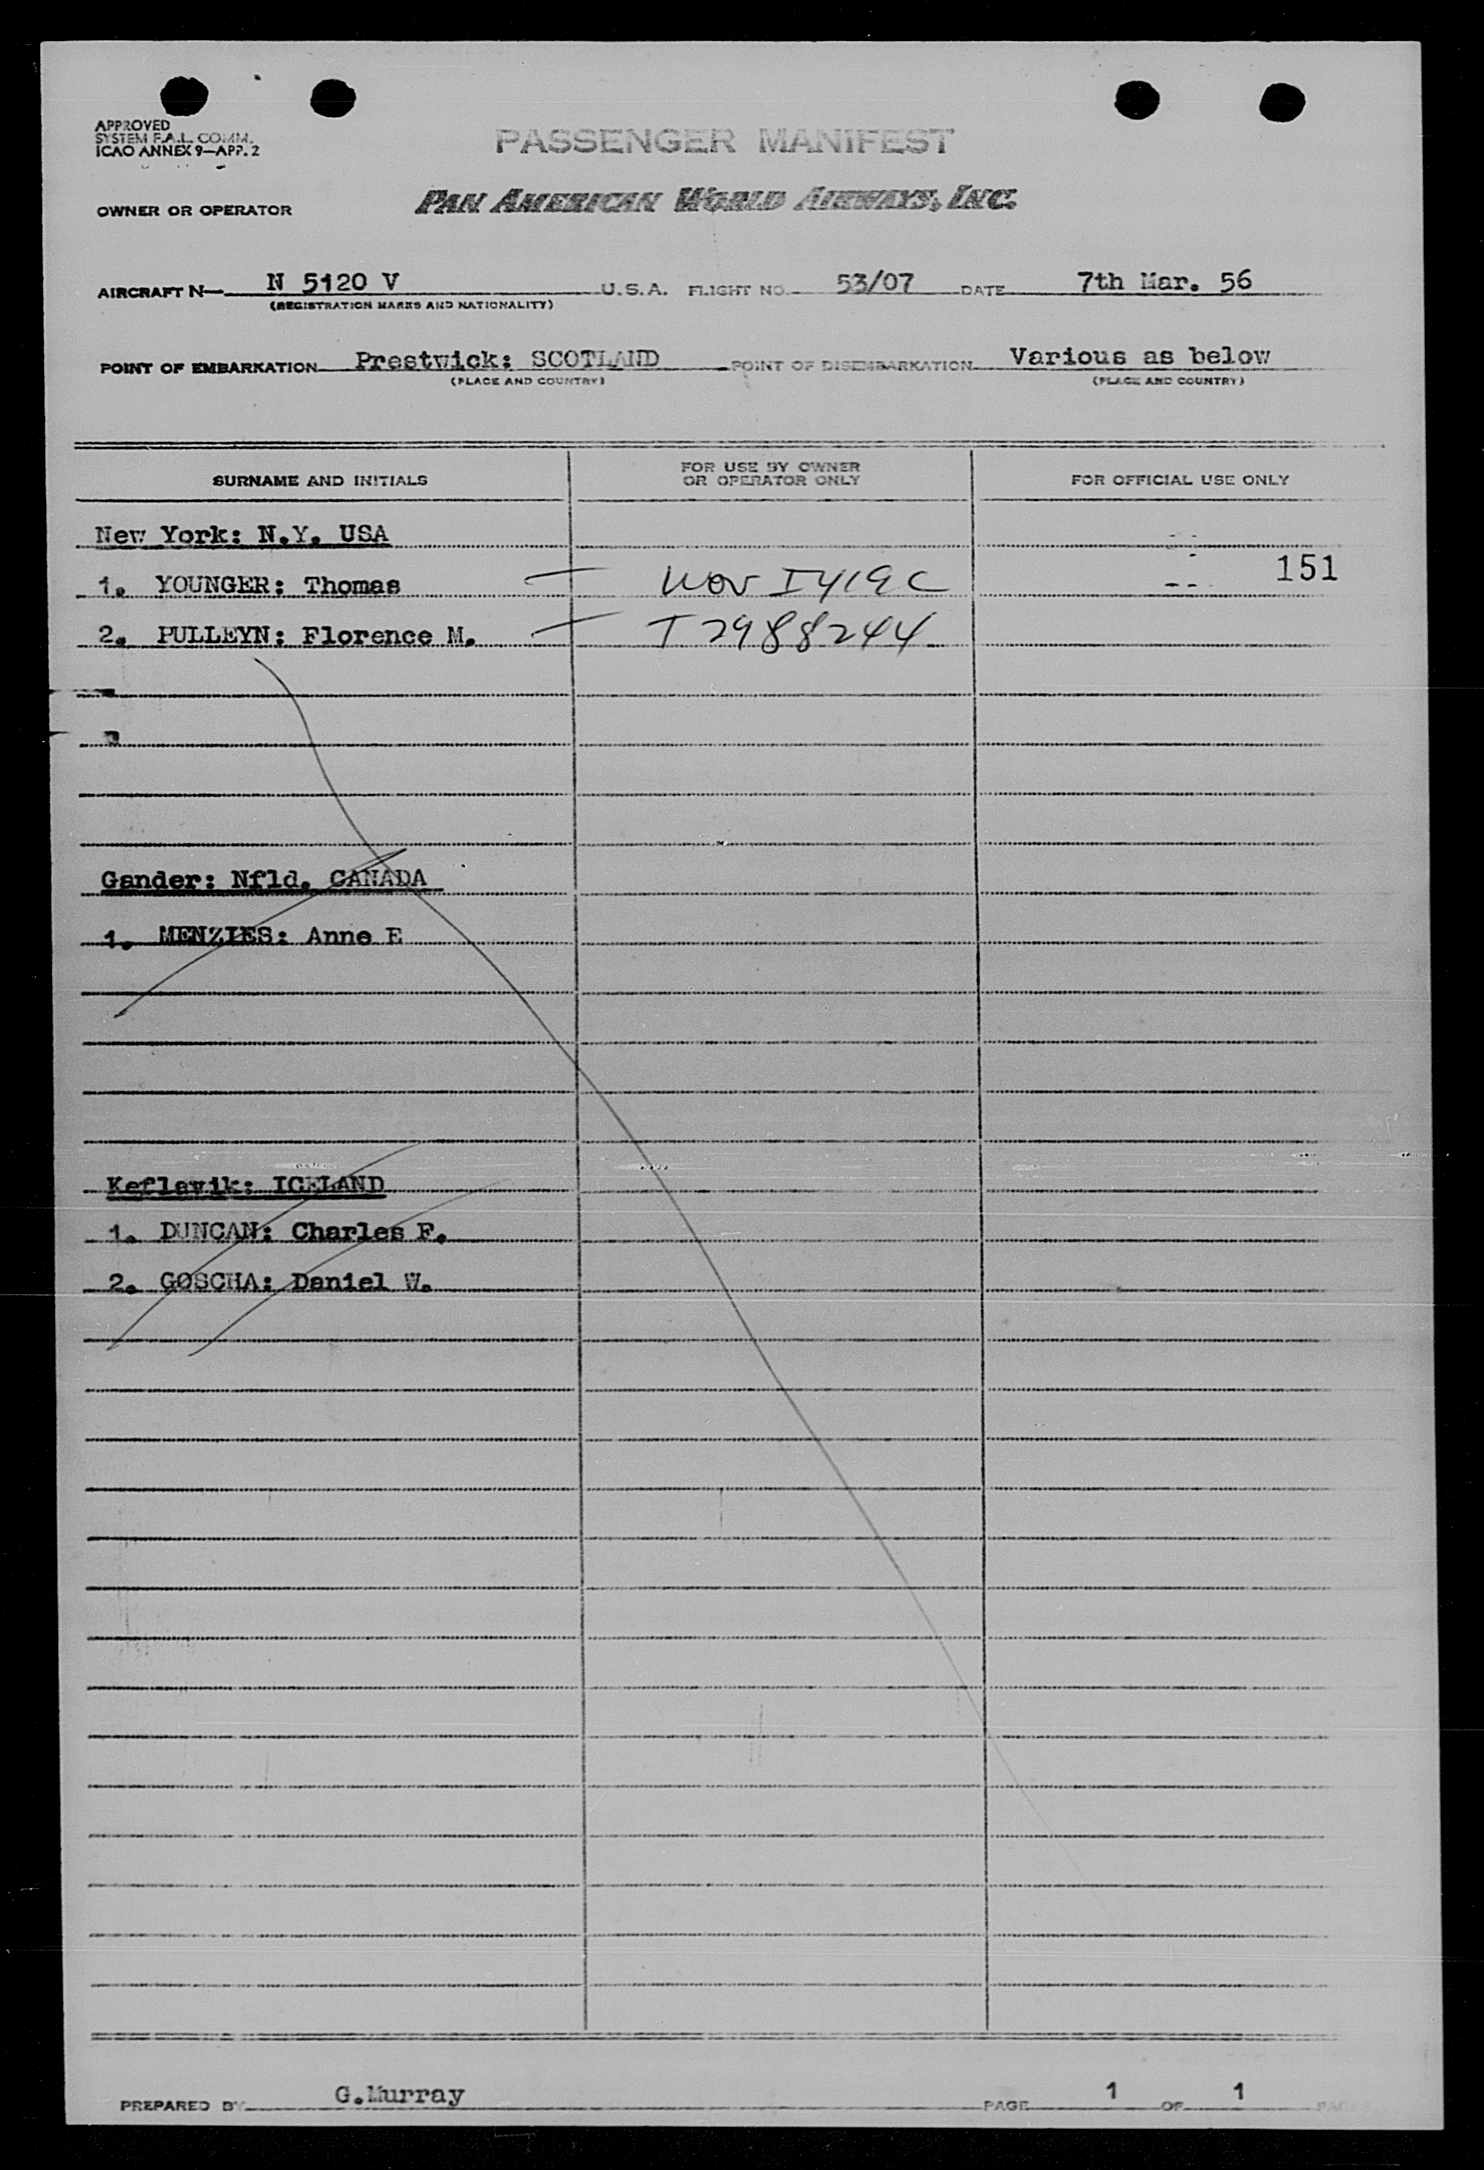 APPROVED
SYSTEM F.A.L. COMM.
ICAO ANNEX 9—APP. 2
PASSENGER MANIFEST
OWNER OR OPERATOR
PAN AMERICAN WORLD AIRWAYS, INC.
AIRCRAFT N— N 5120 V U.S.A. FLIGHT NO. 53/07 DATE 7th Mar. 56
(REGISTRATION MARKS AND NATIONALITY)
POINT OF EMBARKATION Prestwick: SCOTLAND POINT OF DISEMBARKATION Various as below
(PLACE AND COUNTRY) (PLACE AND COUNTRY)
SURNAME AND INITIALS
FOR USE BY OWNER
OR OPERATOR ONLY
FOR OFFICIAL USE ONLY
New York: N.Y. USA
1. YOUNGER: Thomas — 151
2. PULLEYN: Florence M. — T 2988244
Gander: Nfld. CANADA
1. MENZIES: Anne E
Keflavik: ICELAND
1. DUNCAN: Charles F.
2. GOSCHA: Daniel W.
PREPARED BY G.Murray PAGE 1 OF 1